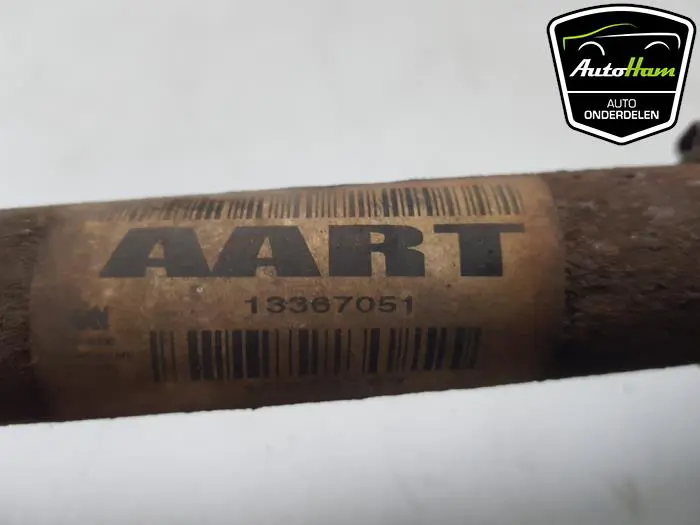 AutoHam
AUTO
ONDERDELEN
AART
13367051